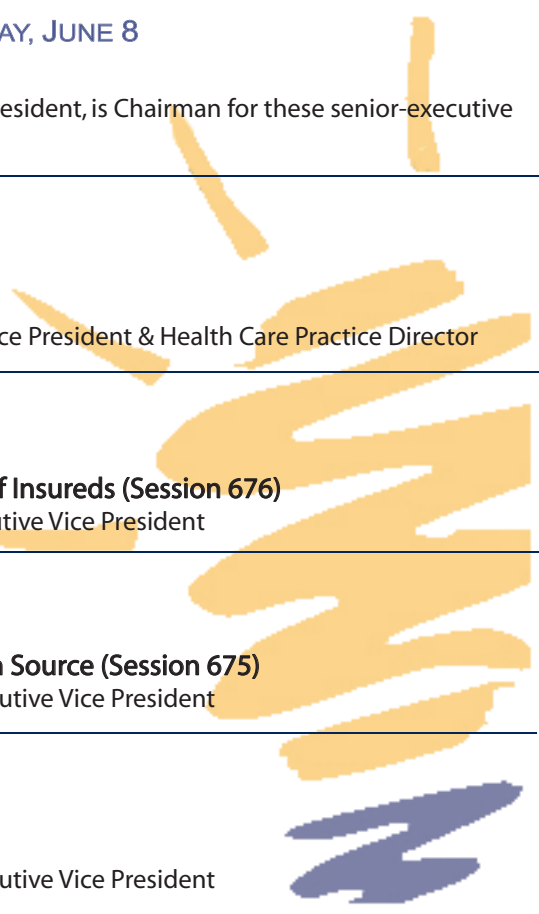 AY, JUNE 8
esident, is Chairman for these senior-executive
ce President & Health Care Practice Director
f Insureds (Session 676)
utive Vice President
n Source (Session 675)
utive Vice President
utive Vice President